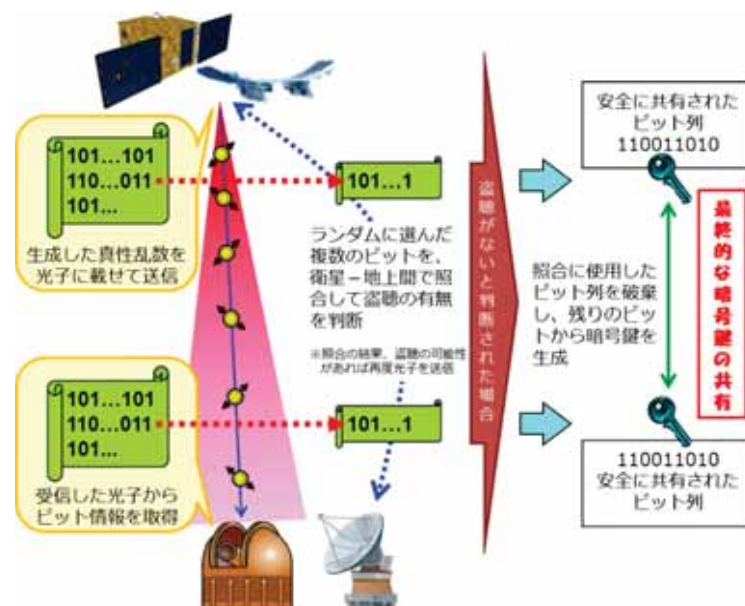 101...101
110...011
101...
生成した真性乱数を
光子に載せて送信
101...1
ランダムに選んだ
複数のビットを、
衛星－地上間で照
合して盗聴の有無
を判断
※照合の結果、盗聴の可能性
があれば再度光子を送信
101...101
110...011
101...
受信した光子から
ビット情報を取得
101...1
盗聴がないと判断された場合
安全に共有された
ビット列
110011010
照合に使用した
ビット列を破棄
し、残りのビッ
トから暗号鍵を
生成
最終的な暗号鍵の共有
110011010
安全に共有された
ビット列